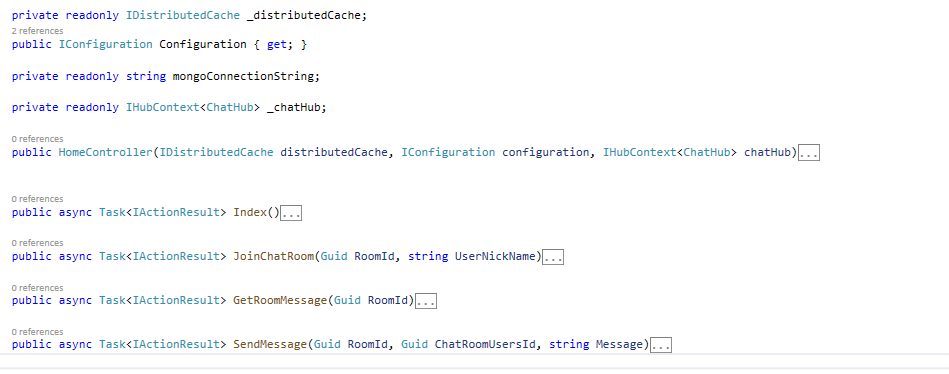 private readonly IDistributedCache _distributedCache;
2 references
public IConfiguration Configuration { get; }
private readonly string mongoConnectionString;
private readonly IHubContext<ChatHub> _chatHub;
0 references
public HomeController(IDistributedCache distributedCache, IConfiguration configuration, IHubContext<ChatHub> chatHub)...
0 references
public async Task<IActionResult> Index()...
0 references
public async Task<IActionResult> JoinChatRoom(Guid RoomId, string UserNickName)...
0 references
public async Task<IActionResult> GetRoomMessage(Guid RoomId)...
0 references
public async Task<IActionResult> SendMessage(Guid RoomId, Guid ChatRoomUsersId, string Message)...